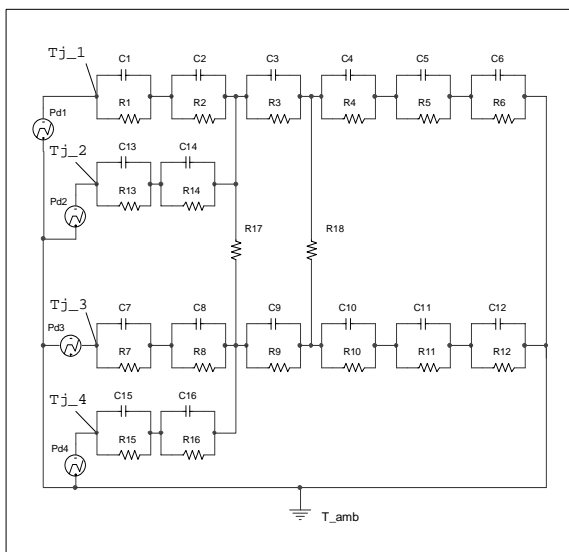 Tj_1
C1 C2 C3 C4 C5 C6
R1 R2 R3 R4 R5 R6
Pd1
Tj_2
C13 C14
R13 R14
Pd2
R17 R18
Tj_3
C7 C8 C9 C10 C11 C12
Pd3
R7 R8 R9 R10 R11 R12
Tj_4
C15 C16
R15 R16
Pd4
T_amb